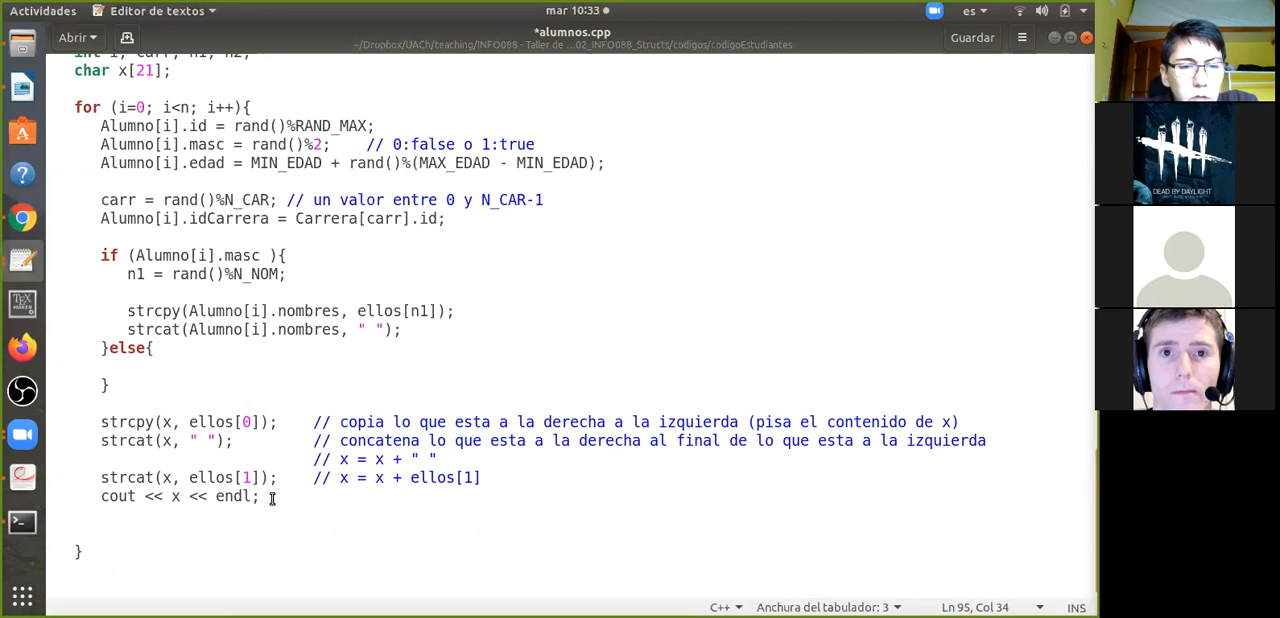 Actividades
Editor de textos
mar 10:33
es
Abrir
*alumnos.cpp
~/Dropbox/UACh/teaching/INFO088 - Taller de ...02_INFO088_Structs/codigos/codigoEstudiantes
Guardar
int i, carr, n1, n2;
char x[21];
for (i=0; i<n; i++){
Alumno[i].id = rand()%RAND_MAX;
Alumno[i].masc = rand()%2; // 0:false o 1:true
Alumno[i].edad = MIN_EDAD + rand()%(MAX_EDAD - MIN_EDAD);
carr = rand()%N_CAR; // un valor entre 0 y N_CAR-1
Alumno[i].idCarrera = Carrera[carr].id;
if (Alumno[i].masc ){
n1 = rand()%N_NOM;
strcpy(Alumno[i].nombres, ellos[n1]);
strcat(Alumno[i].nombres, " ");
}else{
}
strcpy(x, ellos[0]); // copia lo que esta a la derecha a la izquierda (pisa el contenido de x)
strcat(x, " "); // concatena lo que esta a la derecha al final de lo que esta a la izquierda
// x = x + " "
strcat(x, ellos[1]); // x = x + ellos[1]
cout << x << endl;
}
C++
Anchura del tabulador: 3
Ln 95, Col 34
INS
DEAD BY DAYLIGHT